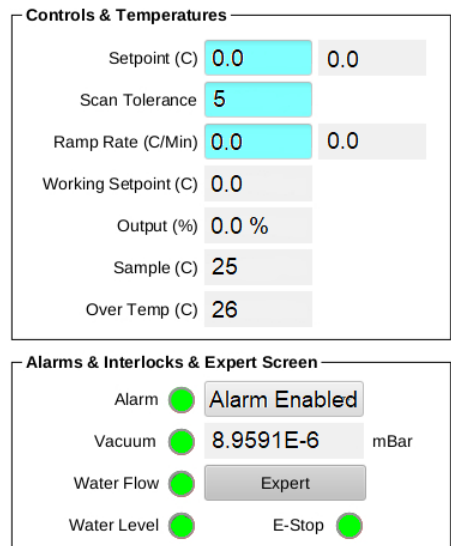 Controls & Temperatures
Setpoint (C) 0.0 0.0
Scan Tolerance 5
Ramp Rate (C/Min) 0.0 0.0
Working Setpoint (C) 0.0
Output (%) 0.0 %
Sample (C) 25
Over Temp (C) 26
Alarms & Interlocks & Expert Screen
Alarm Alarm Enabled
Vacuum 8.9591E-6 mBar
Water Flow Expert
Water Level E-Stop